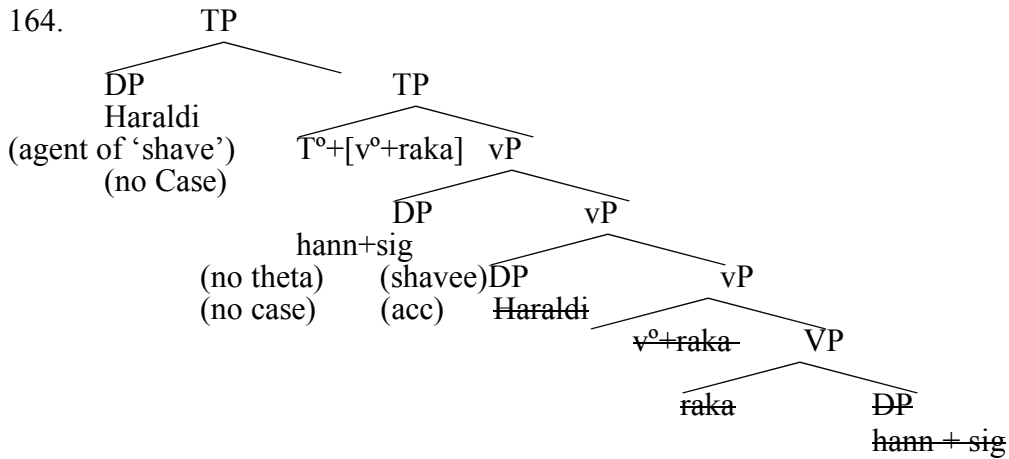 164. TP
DP TP
Haraldi
(agent of ‘shave’) Tº+[vº+raka] vP
(no Case)
DP vP
hann+sig
(no theta) (shavee)DP vP
(no case) (acc) Haraldi
vº+raka VP
raka DP
hann + sig